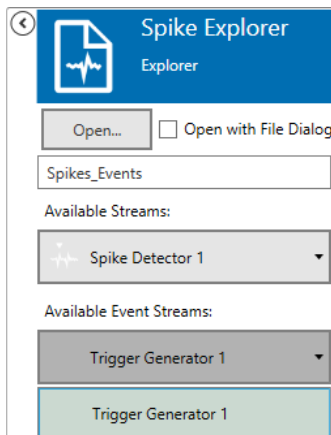 Spike Explorer
Explorer
Open...
Open with File Dialog
Spikes_Events
Available Streams:
Spike Detector 1
Available Event Streams:
Trigger Generator 1
Trigger Generator 1